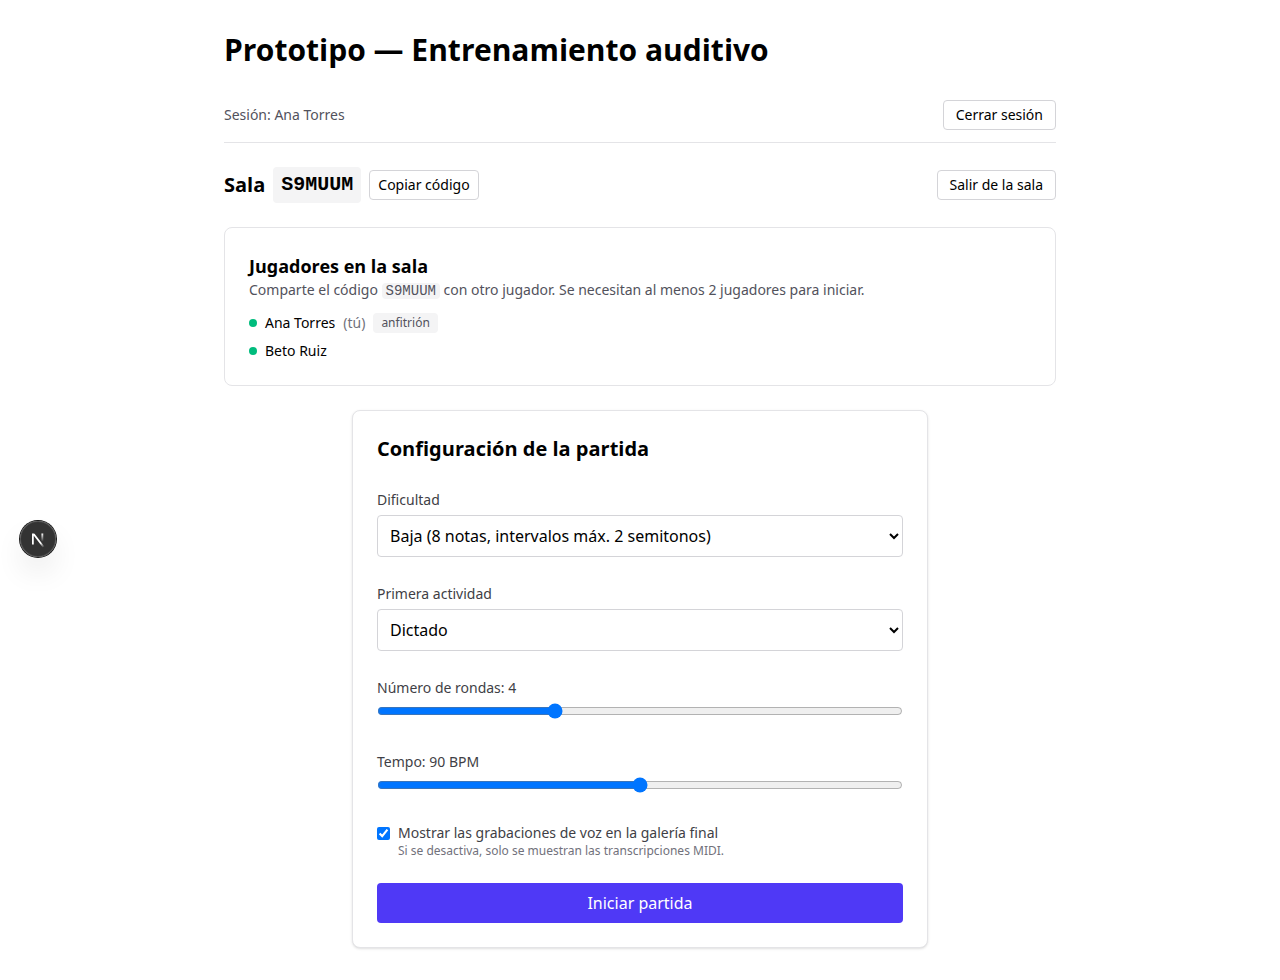 Prototipo — Entrenamiento auditivo
Sesión: Ana Torres
Cerrar sesión
Sala S9MUUM Copiar código
Salir de la sala
Jugadores en la sala
Comparte el código S9MUUM con otro jugador. Se necesitan al menos 2 jugadores para iniciar.
Ana Torres (tú) anfitrión
Beto Ruiz
Configuración de la partida
Dificultad
Baja (8 notas, intervalos máx. 2 semitonos)
Primera actividad
Dictado
Número de rondas: 4
Tempo: 90 BPM
Mostrar las grabaciones de voz en la galería final
Si se desactiva, solo se muestran las transcripciones MIDI.
Iniciar partida
N